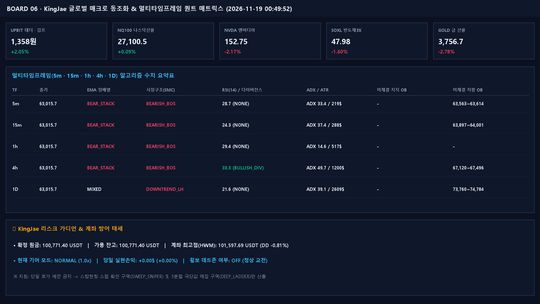 BOARD 06 · KingJae 글로벌 매크로 동조화 & 멀티타임프레임 퀀트 매트릭스 (2026-11-19 00:49:52)
UPBIT 테더 · 김프
1,358원
+2.05%
NQ100 나스닥선물
27,100.5
+0.09%
NVDA 엔비디아
152.75
-2.17%
SOXL 반도체3X
47.98
-1.60%
GOLD 금 선물
3,756.7
-2.78%
멀티타임프레임(5m · 15m · 1h · 4h · 1D) 알고리즘 수치 요약표
TF 종가 EMA 정배열 시장구조(SMC) RSI(14) / 다이버전스 ADX / ATR 미체결 지지 OB 미체결 저항 OB
5m 63,015.7 BEAR_STACK BEARISH_BOS 28.7 (NONE) ADX 33.4 / 219$ - 63,563~63,614
15m 63,015.7 BEAR_STACK BEARISH_BOS 24.3 (NONE) ADX 37.4 / 288$ - 63,897~64,001
1h 63,015.7 BEAR_STACK BEARISH_BOS 29.4 (NONE) ADX 14.6 / 517$ - -
4h 63,015.7 BEAR_STACK BEARISH_BOS 30.6 (BULLISH_DIV) ADX 49.7 / 1200$ - 67,120~67,496
1D 63,015.7 MIXED DOWNTREND_LH 21.6 (NONE) ADX 39.1 / 2609$ - 73,760~74,784
KingJae 리스크 가디언 & 계좌 방어 태세
• 확정 원금: 100,771.40 USDT | 가용 잔고: 100,771.40 USDT | 계좌 최고점(HWM): 101,597.69 USDT (DD -0.81%)
• 현재 기어 모드: NORMAL (1.0x) | 당일 실현손익: +0.00$ (+0.00%) | 휩쏘 데드존 여부: OFF (정상 교전)